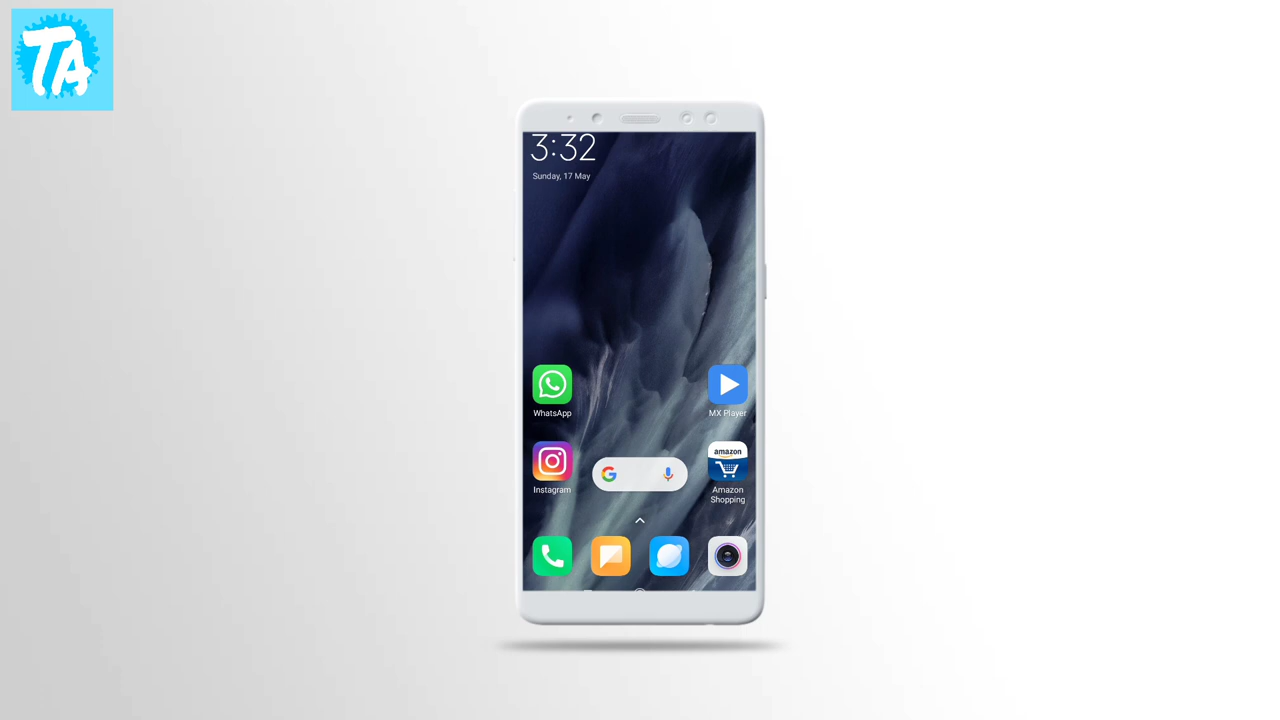 TA
3:32
Sunday, 17 May
WhatsApp
MX Player
amazon
Instagram
Amazon
Shopping